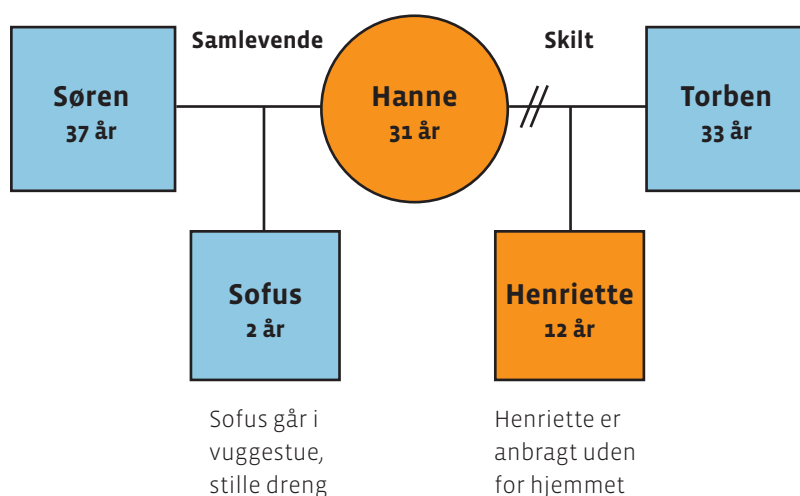 Samlevende
Skilt
Søren
37 år
Hanne
31 år
Torben
33 år
Sofus
2 år
Henriette
12 år
Sofus går i
vuggestue,
stille dreng
Henriette er
anbragt uden
for hjemmet